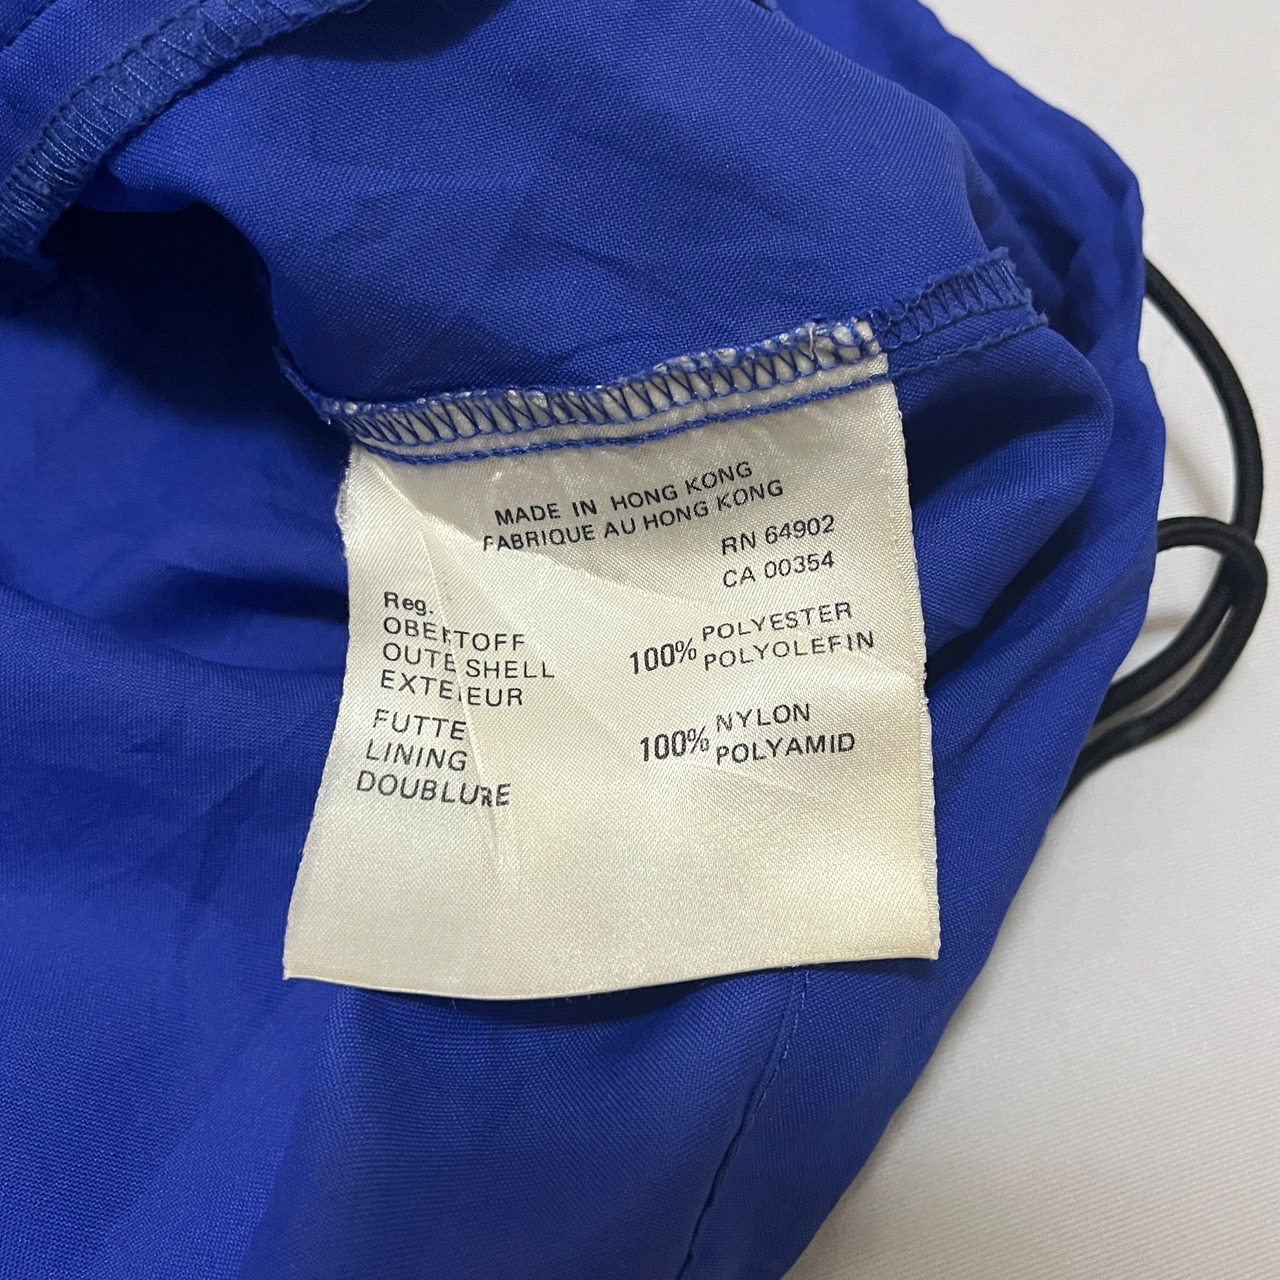 MADE IN HONG KONG
FABRIQUE AU HONG KONG
RN 64902
CA 00354
Reg.
OBERTOFF
OUTE SHELL
EXTEIEUR
100% POLYESTER
POLYOLEFIN
FUTTE
LINING
DOUBLURE
100% NYLON
POLYAMID